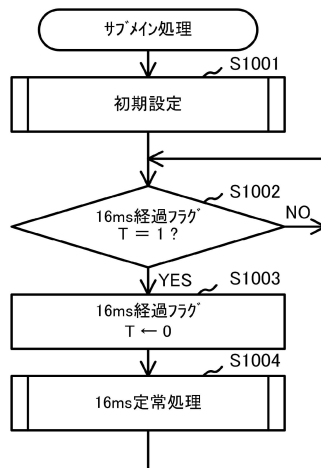 サブメイン処理
S1001
初期設定
S1002
16ms経過フラグ
T = 1 ?
NO
YES
S1003
16ms経過フラグ
T ← 0
S1004
16ms定常処理